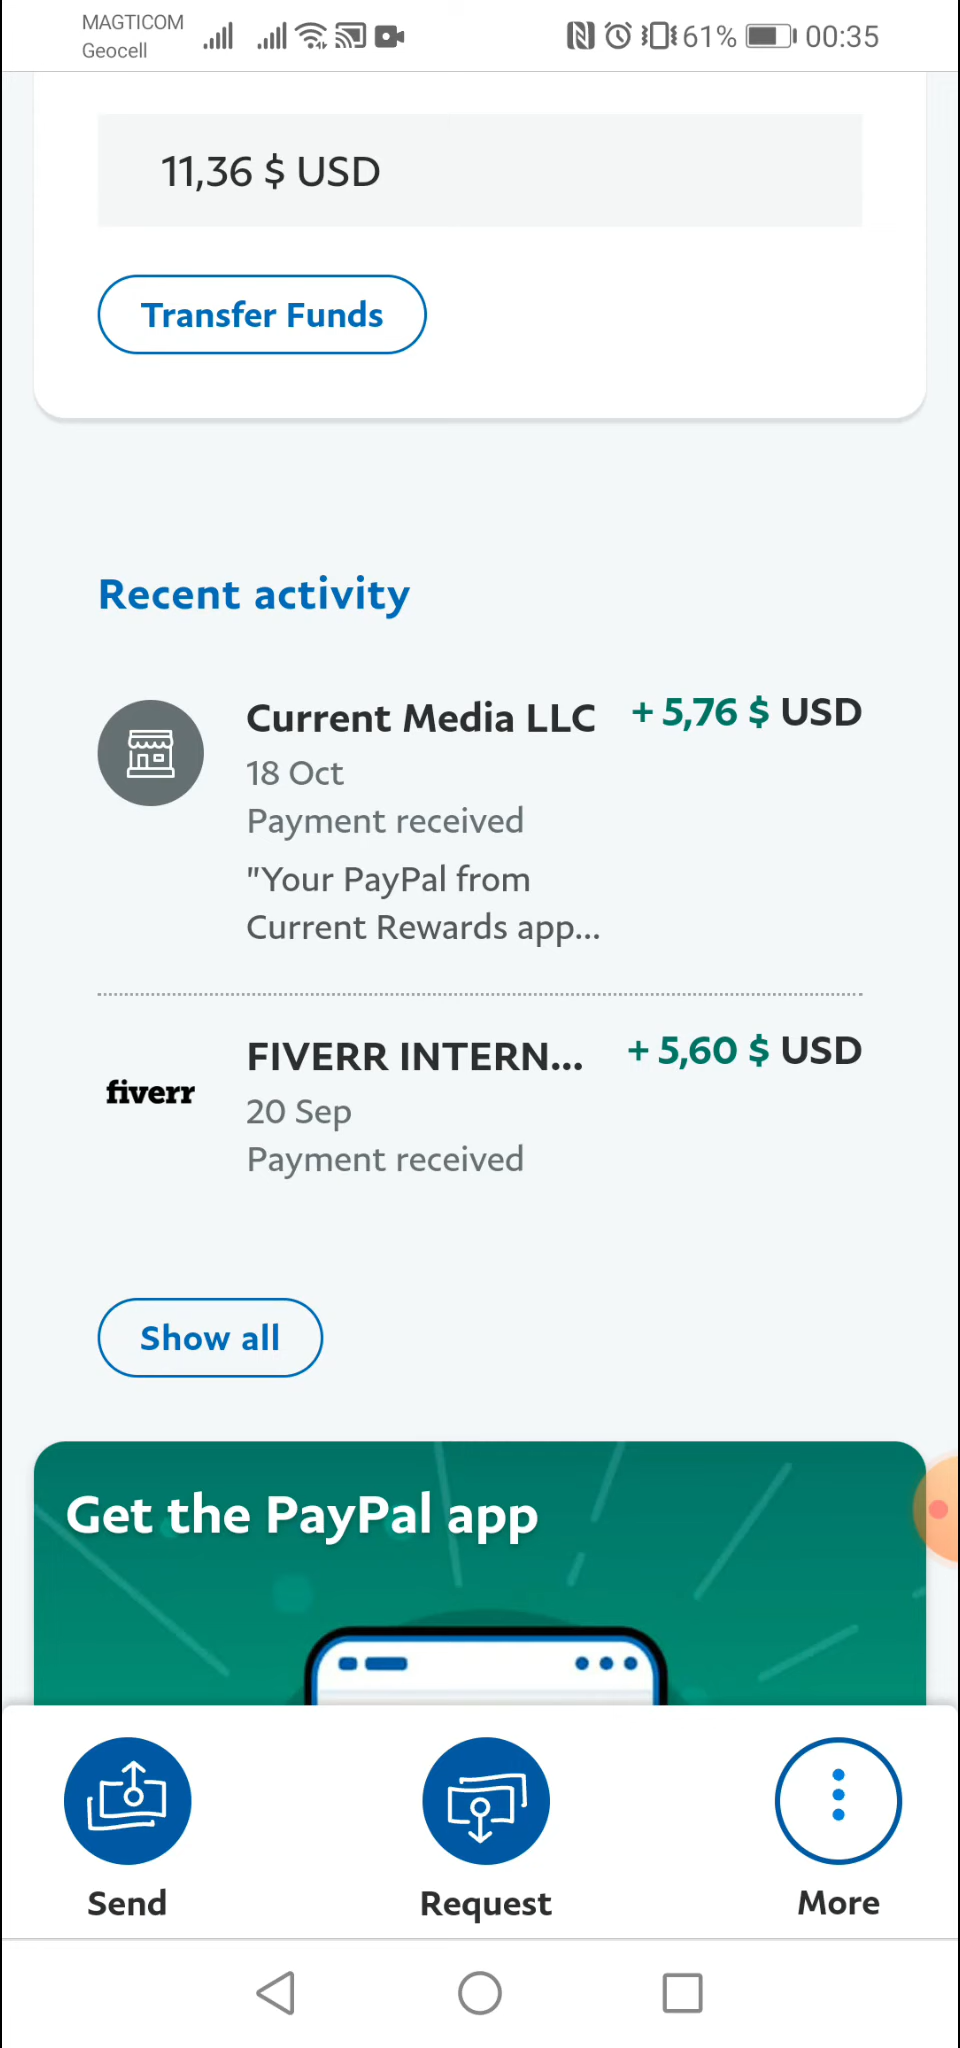 MAGTICOM
Geocell
61% 00:35
11,36 $ USD
Transfer Funds
Recent activity
Current Media LLC + 5,76 $ USD
18 Oct
Payment received
"Your PayPal from
Current Rewards app...
fiverr
FIVERR INTERN... + 5,60 $ USD
20 Sep
Payment received
Show all
Get the PayPal app
Send Request More